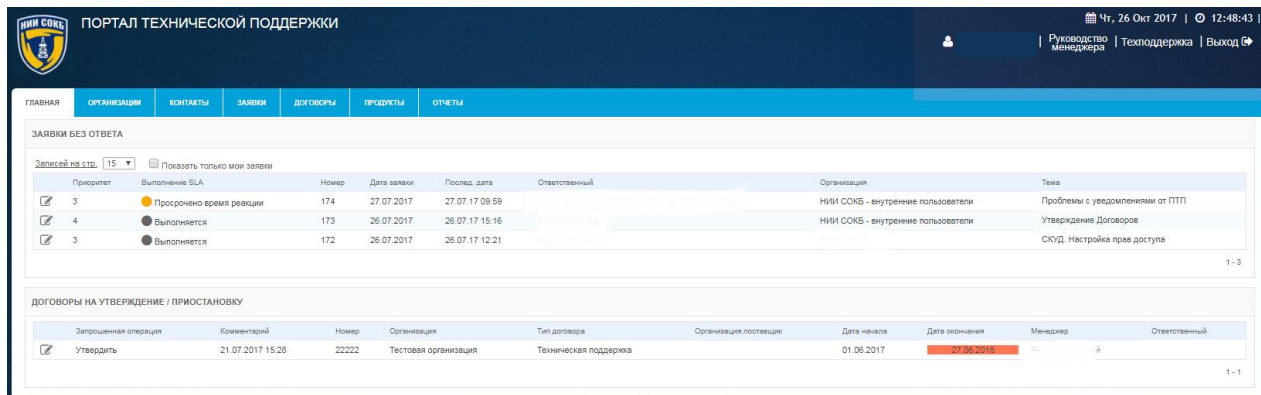 НИИ СОКБ
ПОРТАЛ ТЕХНИЧЕСКОЙ ПОДДЕРЖКИ
Чт, 26 Окт 2017 | 12:48:43 |
| Руководство менеджера | Техподдержка | Выход
ГЛАВНАЯ ОРГАНИЗАЦИИ КОНТАКТЫ ЗАЯВКИ ДОГОВОРЫ ПРОДУКТЫ ОТЧЕТЫ
ЗАЯВКИ БЕЗ ОТВЕТА
Записей на стр. 15 Показать только мои заявки
Приоритет Выполнение SLA Номер Дата заявки Послед. дата Ответственный Организация Тема
3 Просрочено время реакции 174 27.07.2017 27.07.17 09:59 НИИ СОКБ - внутренние пользователи Проблемы с уведомлениями от ПТП
4 Выполняется 173 26.07.2017 26.07.17 15:16 НИИ СОКБ - внутренние пользователи Утверждение Договоров
3 Выполняется 172 26.07.2017 26.07.17 12:21 СКУД. Настройка прав доступа
1 - 3
ДОГОВОРЫ НА УТВЕРЖДЕНИЕ / ПРИОСТАНОВКУ
Запрошенная операция Комментарий Номер Организация Тип договора Организация поставщик Дата начала Дата окончания Менеджер Ответственный
Утвердить 21.07.2017 15:28 22222 Тестовая организация Техническая поддержка 01.06.2017 27.06.2018 й
1 - 1